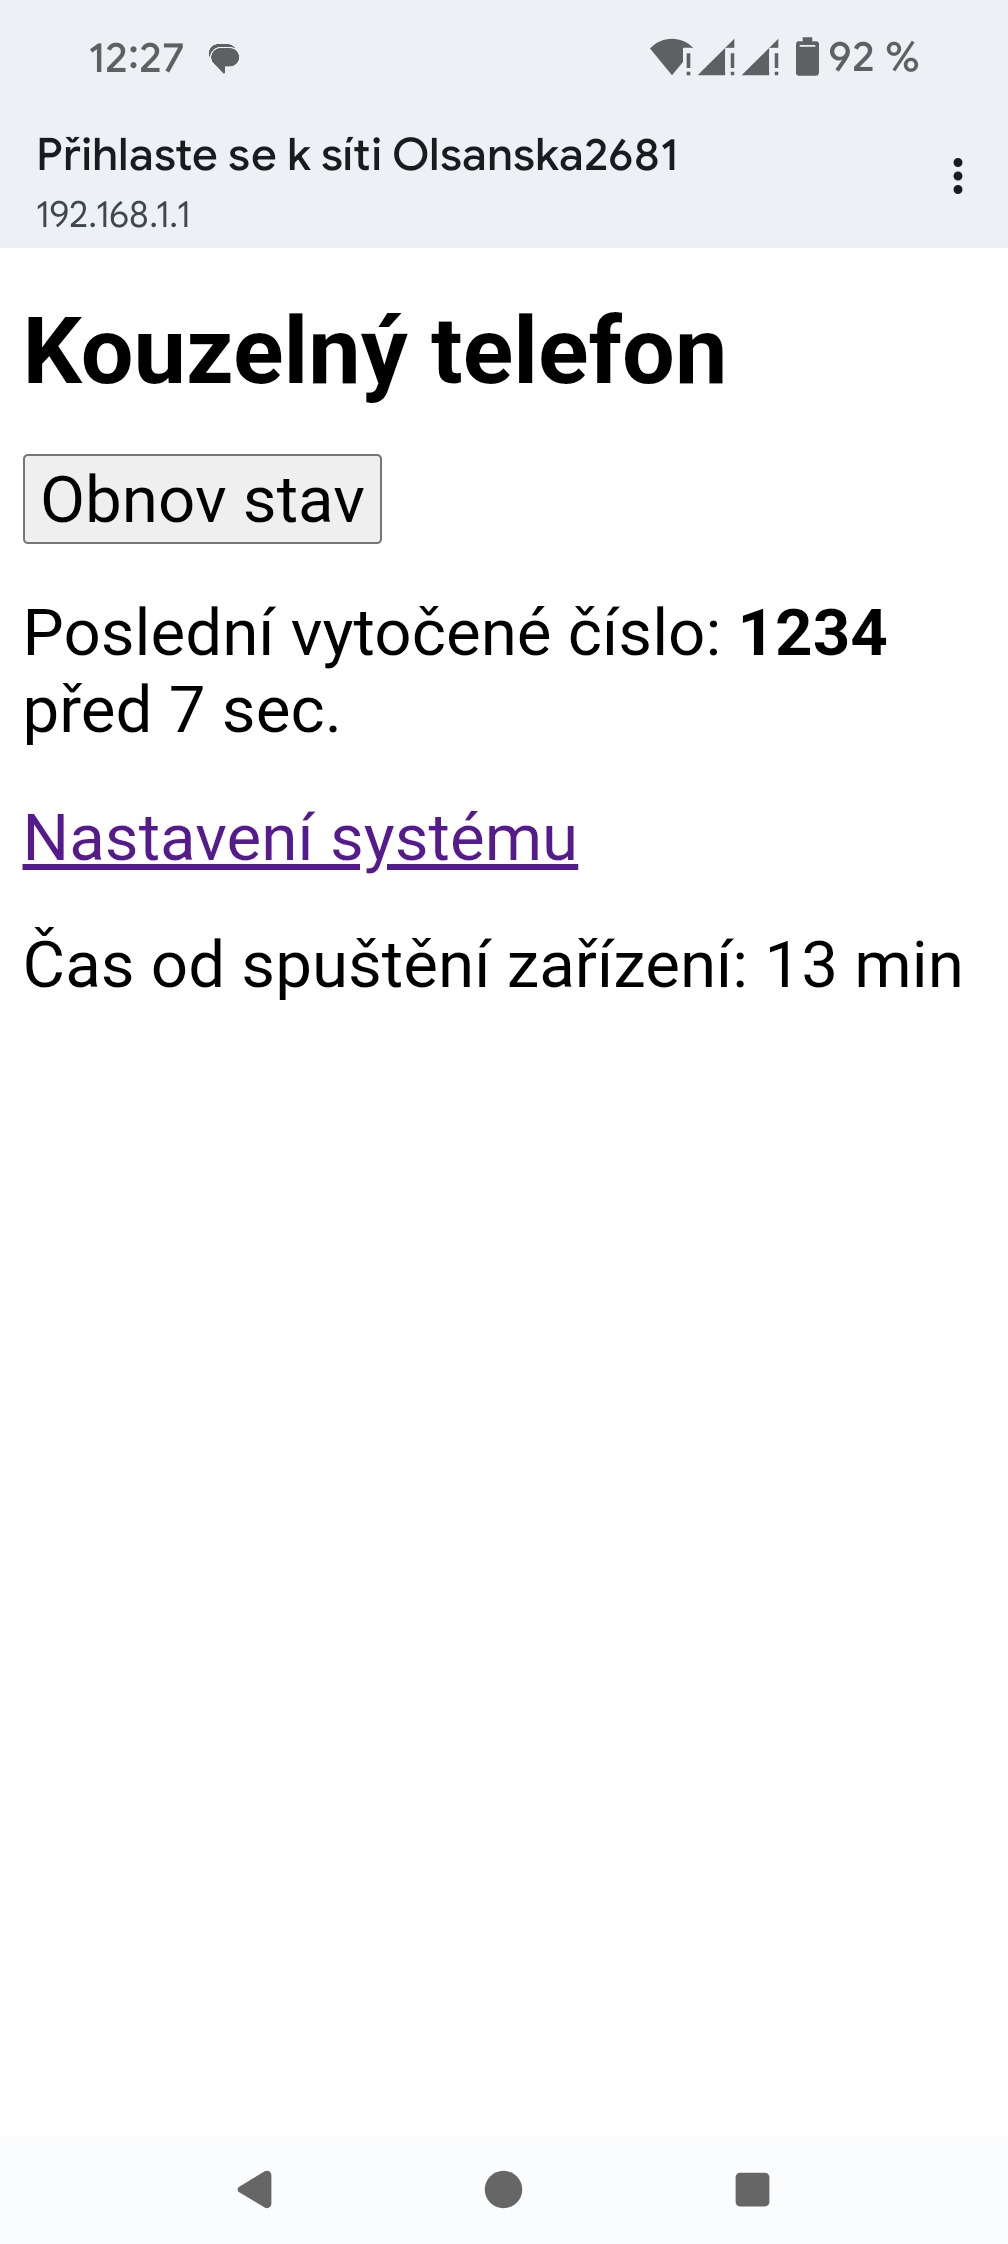 12:27
92 %
Přihlaste se k síti Olsanska2681
192.168.1.1
Kouzelný telefon
Obnov stav
Poslední vytočené číslo: 1234
před 7 sec.
Nastavení systému
Čas od spuštění zařízení: 13 min